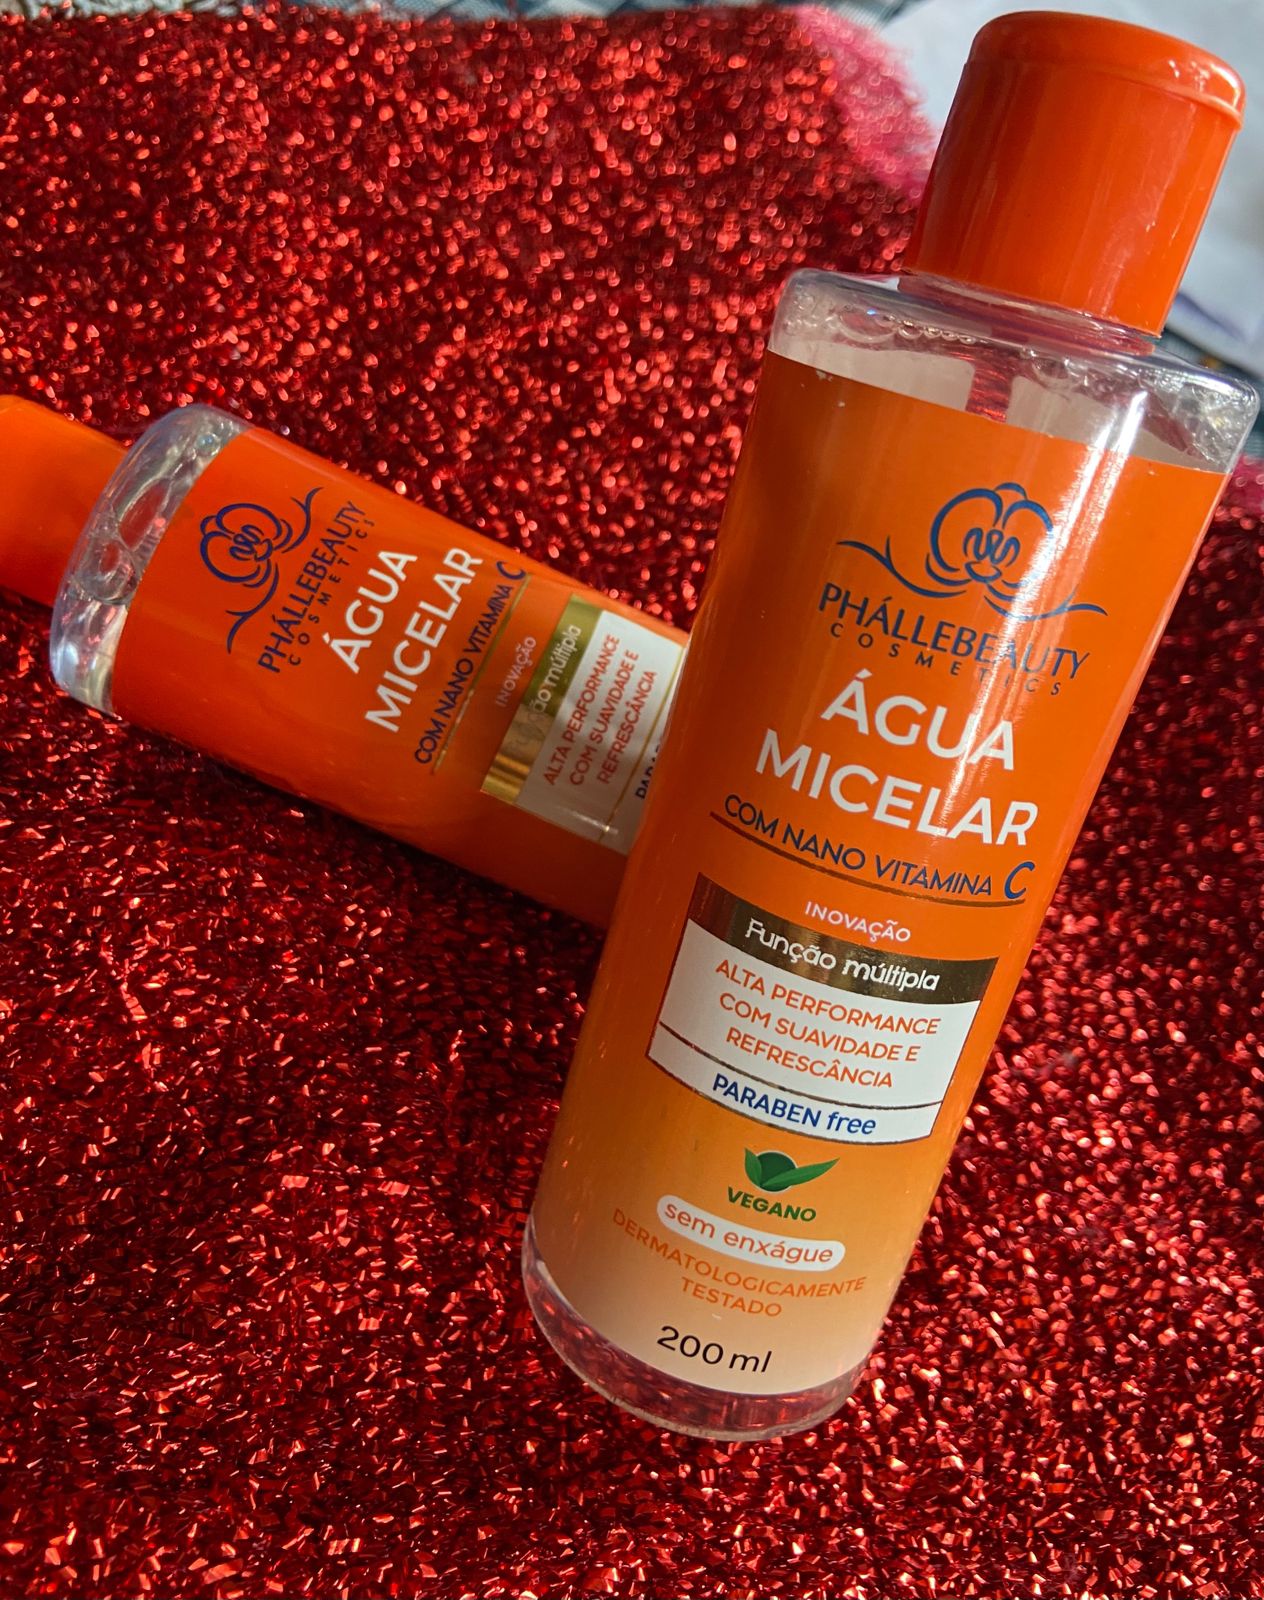 PHÁLLEBEAUTY
COSMETICS
ÁGUA
MICELAR
COM NANO VITAMINA C
INOVAÇÃO
Função múltipla
ALTA PERFORMANCE
COM SUAVIDADE E
REFRESCÂNCIA
PARABEN free
VEGANO
sem enxágue
DERMATOLOGICAMENTE
TESTADO
200 ml
PHÁLLEBEAUTY
COSMETICS
ÁGUA
MICELAR
COM NANO VITAMINA C
INOVAÇÃO
múltipla
ALTA PERFORMANCE
COM SUAVIDADE E
REFRESCÂNCIA